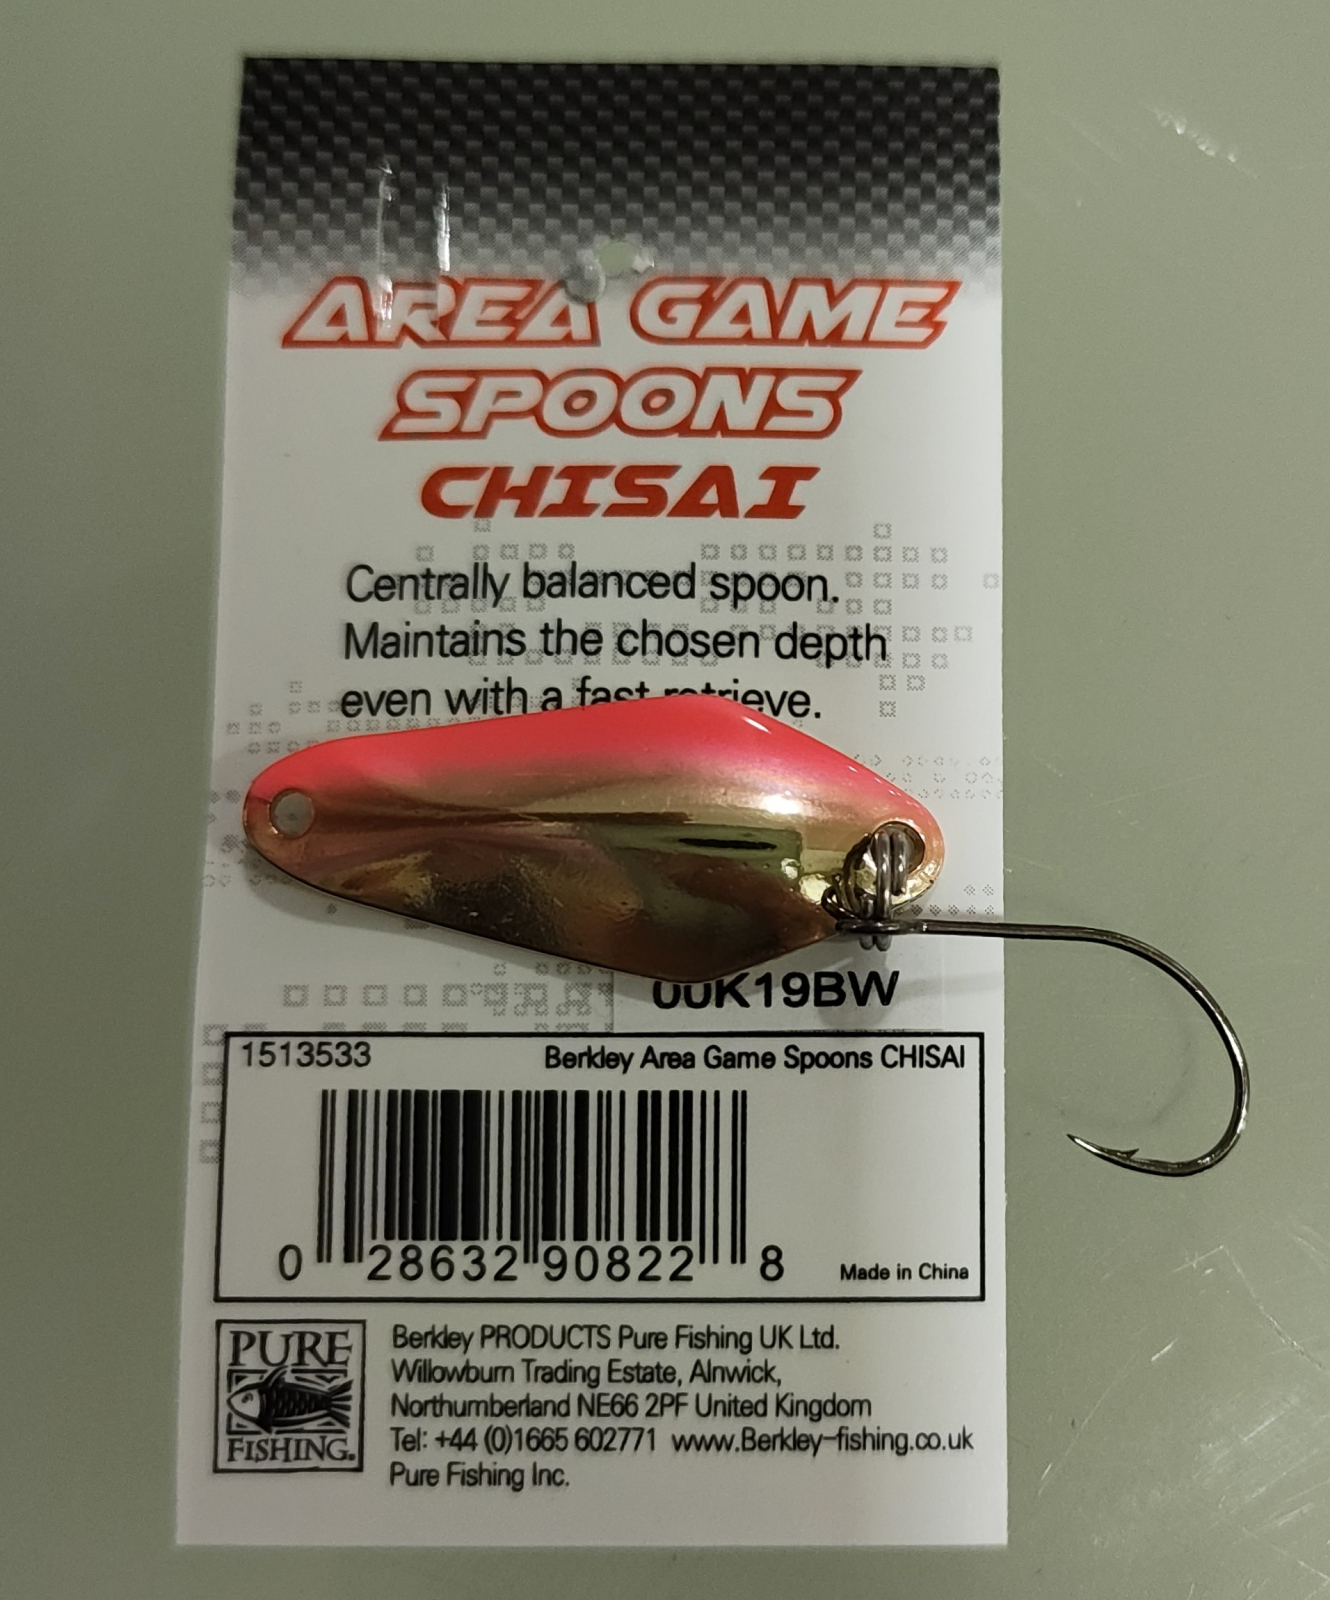 AREA GAME
SPOONS
CHISAI
Centrally balanced spoon.
Maintains the chosen depth
even with a fast retrieve.
00K19BW
1513533 Berkley Area Game Spoons CHISAI
0 28632 90822 8 Made in China
PURE FISHING.
Berkley PRODUCTS Pure Fishing UK Ltd.
Willowburn Trading Estate, Alnwick,
Northumberland NE66 2PF United Kingdom
Tel: +44 (0)1665 602771 www.Berkley-fishing.co.uk
Pure Fishing Inc.